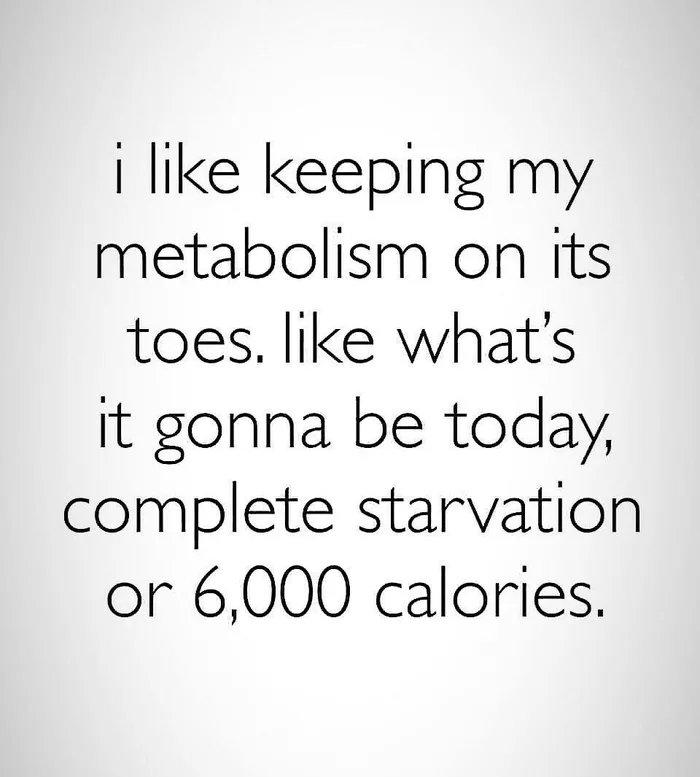 i like keeping my
metabolism on its
toes. like what’s
it gonna be today,
complete starvation
or 6,000 calories.